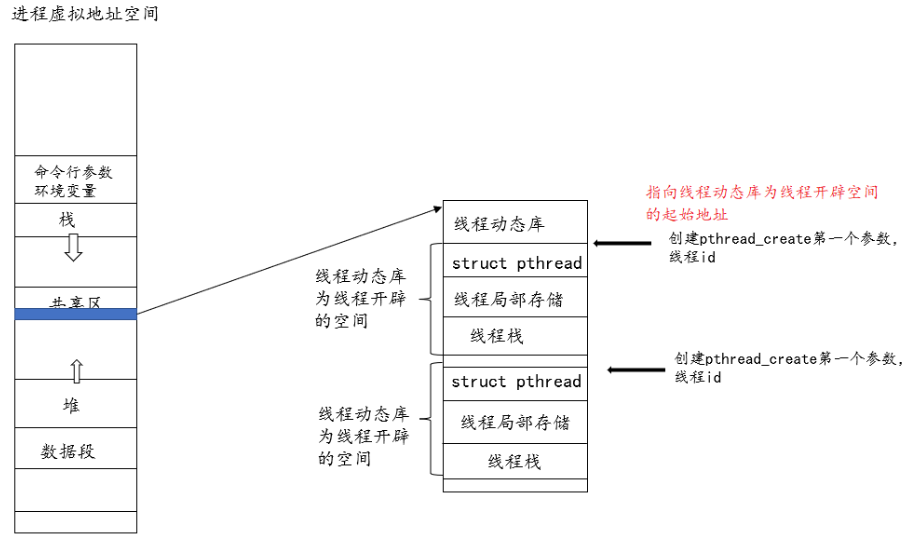 进程虚拟地址空间
命令行参数
环境变量
栈
共享区
堆
数据段
线程动态库
struct pthread
线程局部存储
线程栈
struct pthread
线程局部存储
线程栈
线程动态库
为线程开辟
的空间
线程动态库
为线程开辟
的空间
指向线程动态库为线程开辟空间
的起始地址
创建pthread_create第一个参数，
线程id
创建pthread_create第一个参数，
线程id